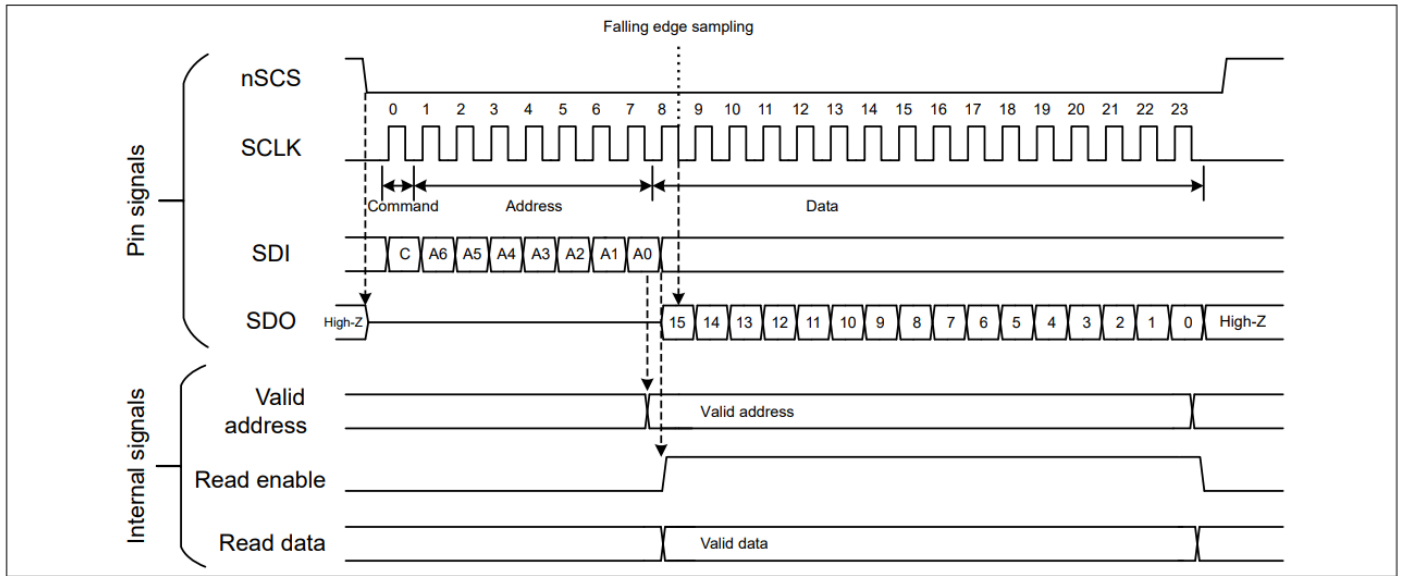 Falling edge sampling
Pin signals
nSCS
0 1 2 3 4 5 6 7 8 9 10 11 12 13 14 15 16 17 18 19 20 21 22 23
SCLK
Command Address Data
SDI C A6 A5 A4 A3 A2 A1 A0
SDO High-Z 15 14 13 12 11 10 9 8 7 6 5 4 3 2 1 0 High-Z
Internal signals
Valid
address
Valid address
Read enable
Read data Valid data